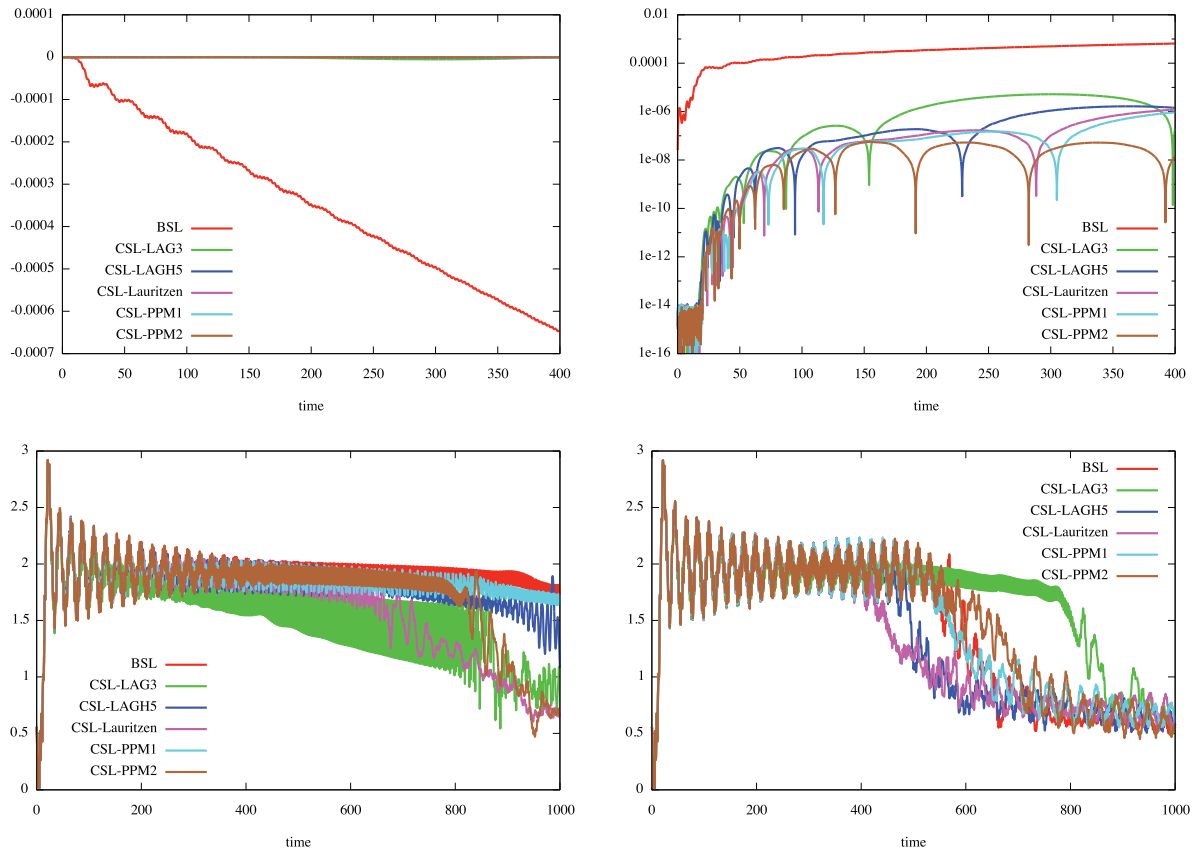 0.0001
0
-0.0001
-0.0002
-0.0003
-0.0004
-0.0005
-0.0006
-0.0007
BSL
CSL-LAG3
CSL-LAGH5
CSL-Lauritzen
CSL-PPM1
CSL-PPM2
0 50 100 150 200 250 300 350 400
time
0.01
0.0001
1e-06
1e-08
1e-10
1e-12
1e-14
1e-16
BSL
CSL-LAG3
CSL-LAGH5
CSL-Lauritzen
CSL-PPM1
CSL-PPM2
0 50 100 150 200 250 300 350 400
time
3
2.5
2
1.5
1
0.5
0
BSL
CSL-LAG3
CSL-LAGH5
CSL-Lauritzen
CSL-PPM1
CSL-PPM2
0 200 400 600 800 1000
time
3
2.5
2
1.5
1
0.5
0
BSL
CSL-LAG3
CSL-LAGH5
CSL-Lauritzen
CSL-PPM1
CSL-PPM2
0 200 400 600 800 1000
time